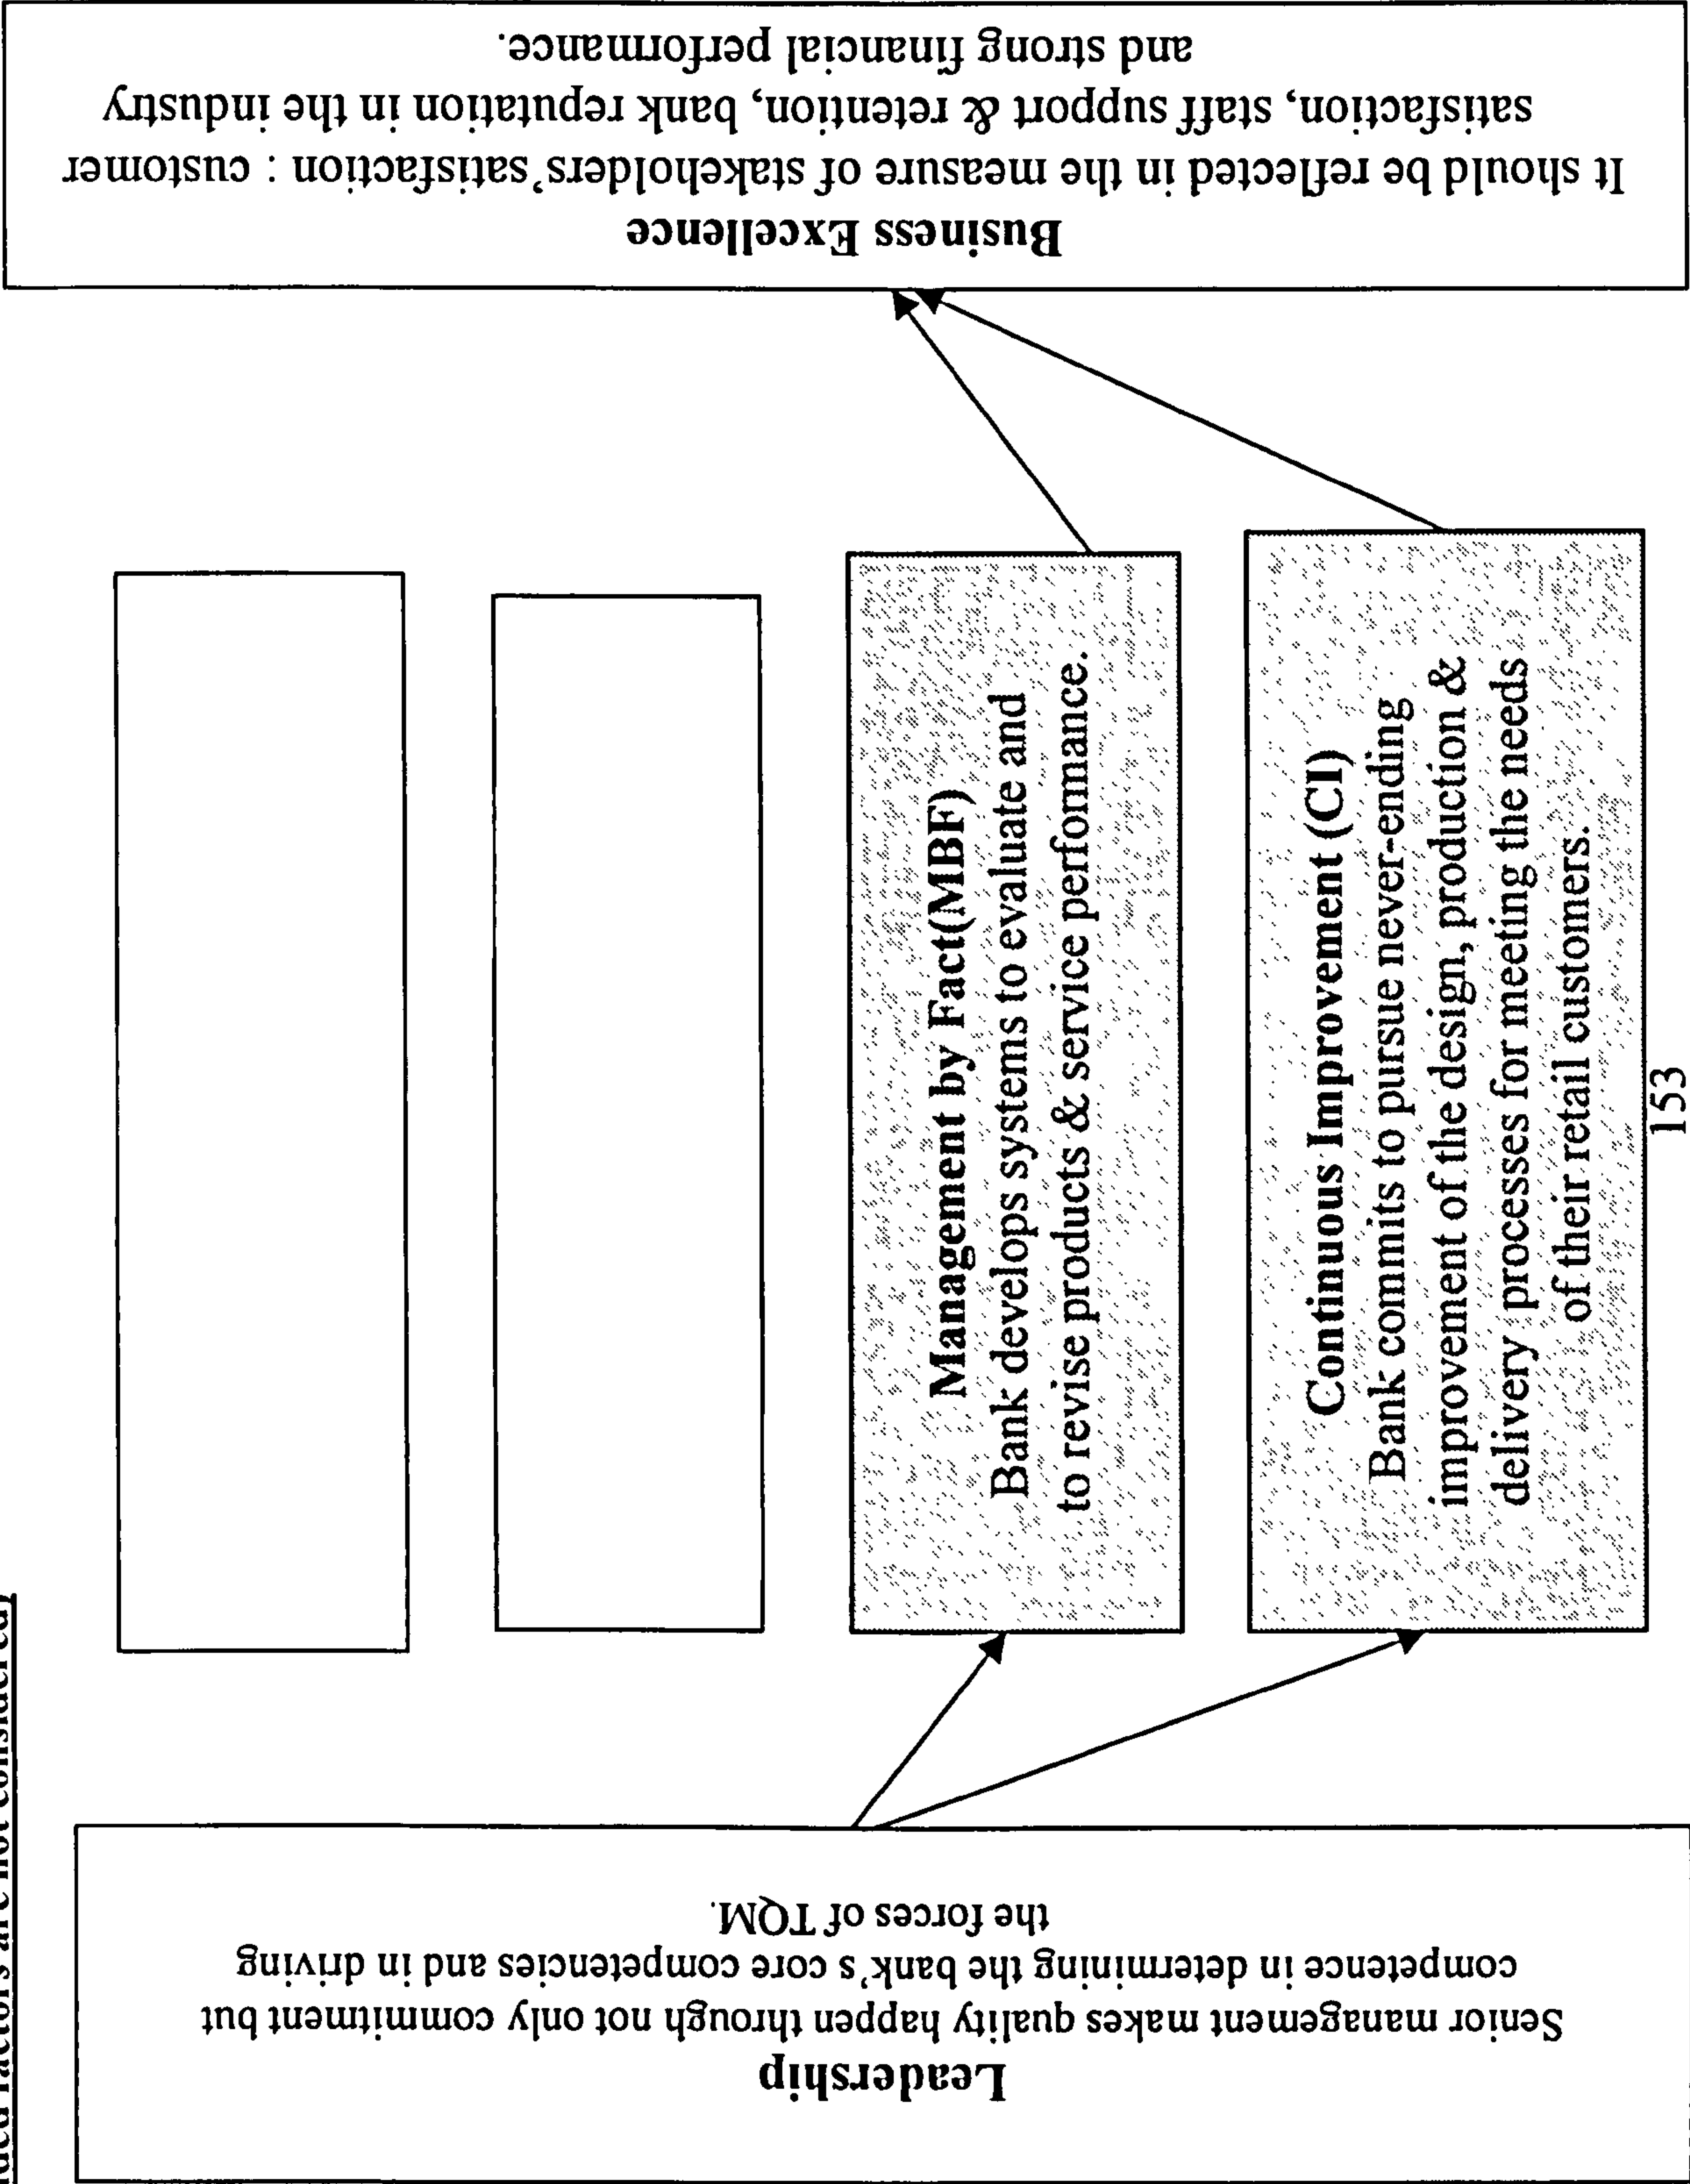 factors are not considered)
Leadership
Senior management makes quality happen through not only commitment but
competence in determining the bank's core competencies and in driving
the forces of TQM.
Management by Fact(MBF)
Bank develops systems to evaluate and
to revise products & service performance.
Continuous Improvement (CI)
Bank commits to pursue never-ending
improvement of the design, production &
delivery processes for meeting the needs
of their retail customers.
Business Excellence
It should be reflected in the measure of stakeholders'satisfaction : customer
satisfaction, staff support & retention, bank reputation in the industry
and strong financial performance.
153